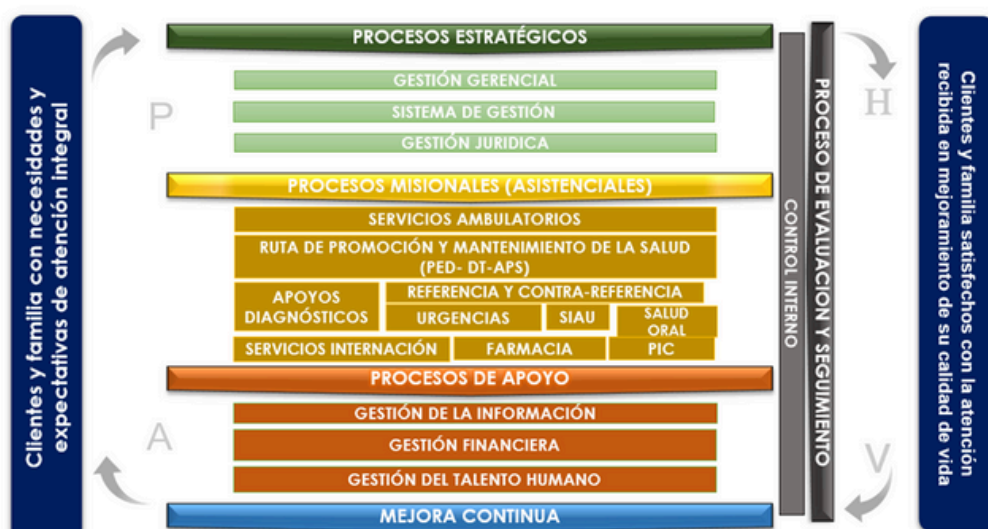 Clientes y familia con necesidades y
expectativas de atención integral
P
A
PROCESOS ESTRATÉGICOS
GESTIÓN GERENCIAL
SISTEMA DE GESTIÓN
GESTIÓN JURIDICA
PROCESOS MISIONALES (ASISTENCIALES)
SERVICIOS AMBULATORIOS
RUTA DE PROMOCIÓN Y MANTENIMIENTO DE LA SALUD
(PED- DT-APS)
APOYOS
DIAGNÓSTICOS
REFERENCIA Y CONTRA-REFERENCIA
URGENCIAS
SIAU
SALUD
ORAL
SERVICIOS INTERNACIÓN
FARMACIA
PIC
PROCESOS DE APOYO
GESTIÓN DE LA INFORMACIÓN
GESTIÓN FINANCIERA
GESTIÓN DEL TALENTO HUMANO
MEJORA CONTINUA
CONTROL INTERNO
PROCESO DE EVALUACION Y SEGUIMIENTO
H
V
Clientes y familia satisfechos con la atención
recibida en mejoramiento de su calidad de vida